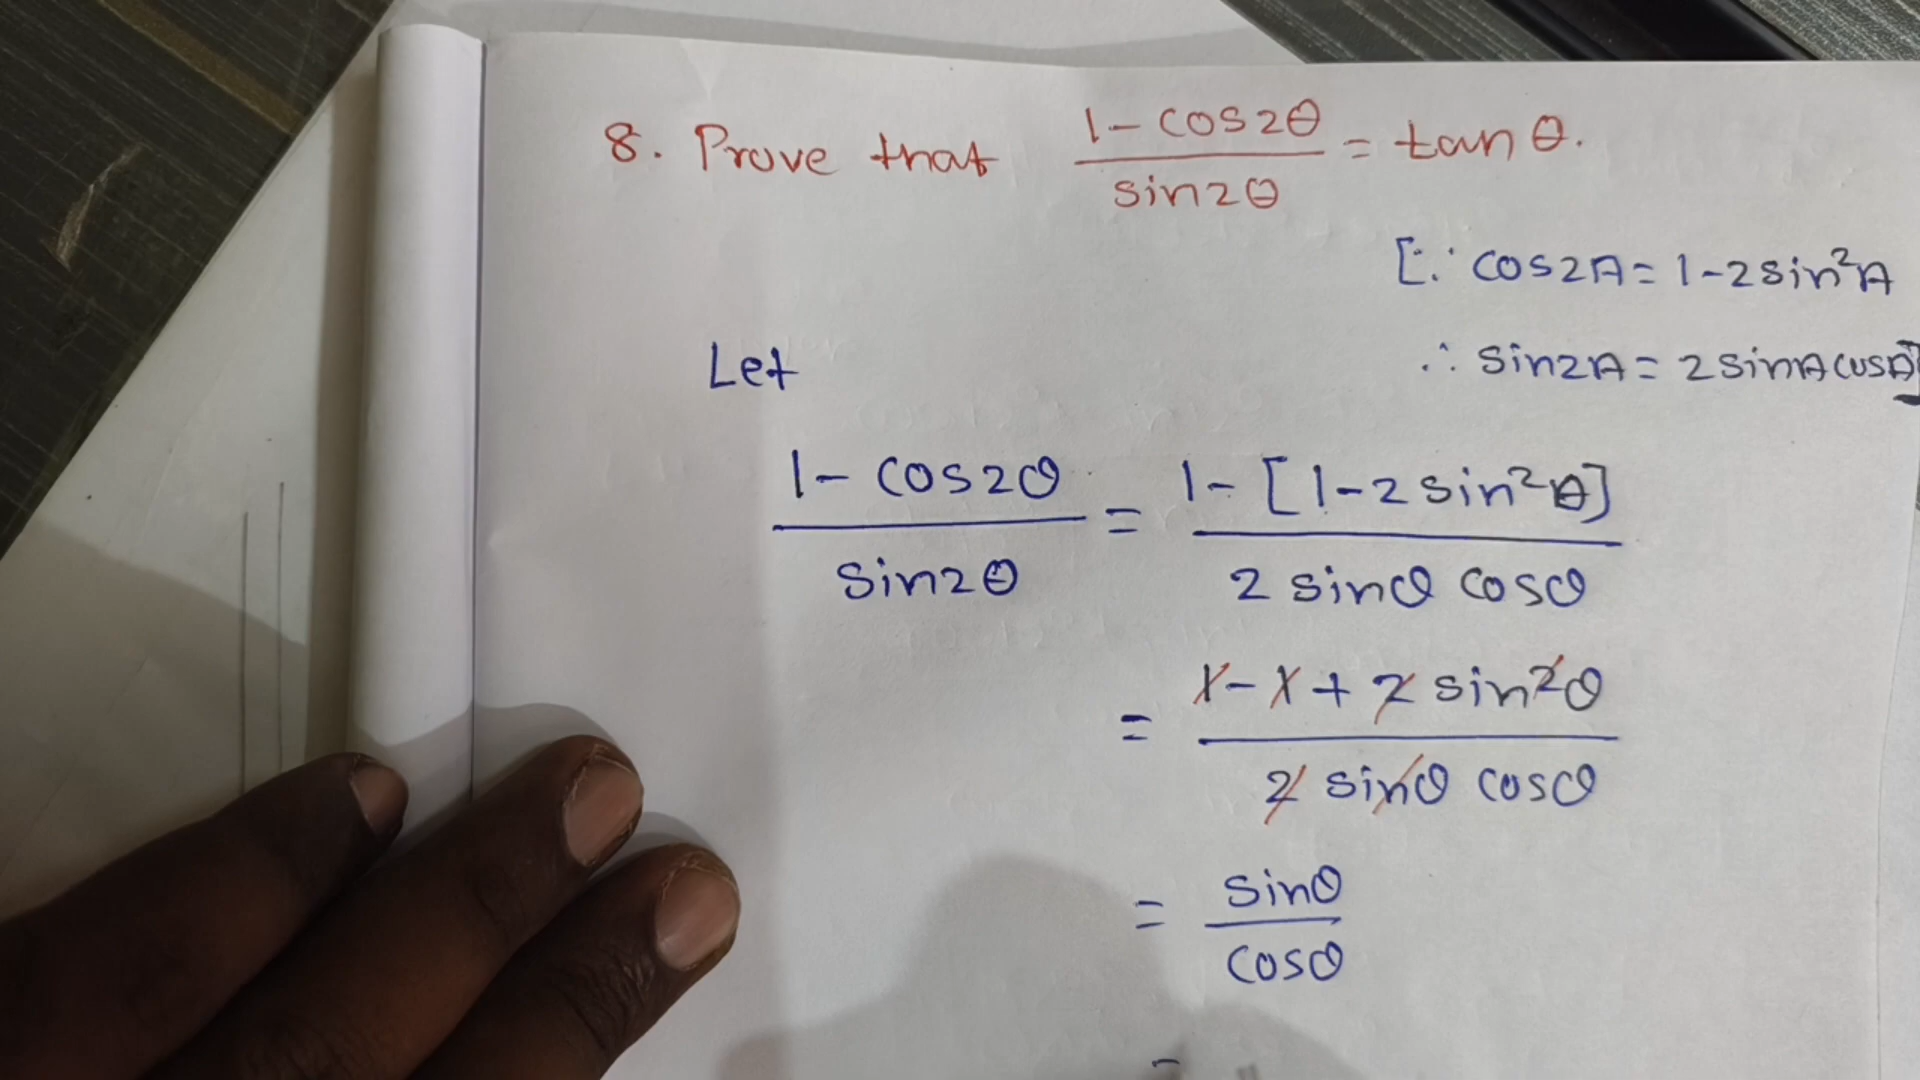 8. Prove that (1-cos2θ)/(sin2θ) = tanθ.
[∵ cos2A = 1-2sin²A
∴ sin2A = 2sinAcosA]
Let
(1-cos2θ)/(sin2θ) = (1-[1-2sin²θ])/(2 sinθ cosθ)
= (1-1+2 sin²θ)/(2 sinθ cosθ)
= sinθ/cosθ
=